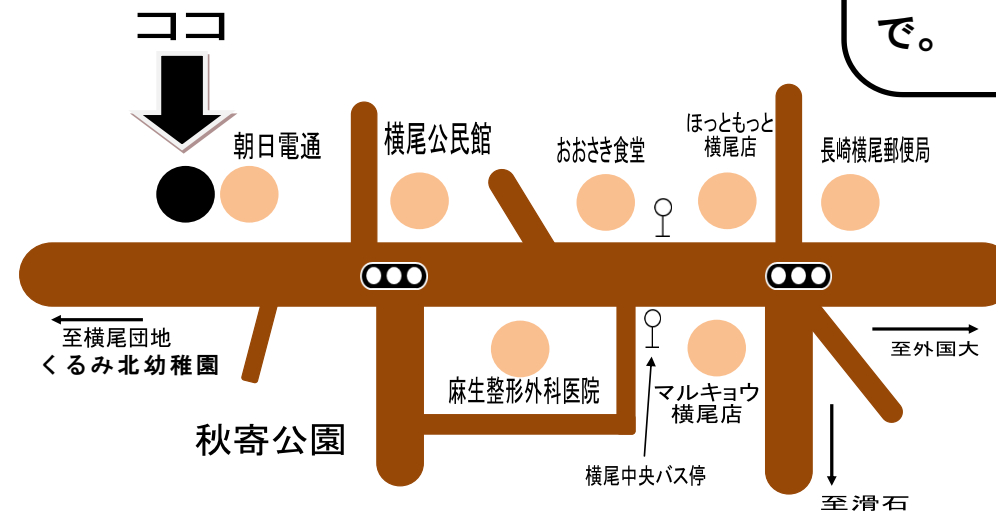 ココ
で。
朝日電通
横尾公民館
おおさき食堂
ほっともっと
横尾店
長崎横尾郵便局
至横尾団地
くるみ北幼稚園
麻生整形外科医院
マルキョウ
横尾店
至外国大
秋寄公園
横尾中央バス停
至滑石